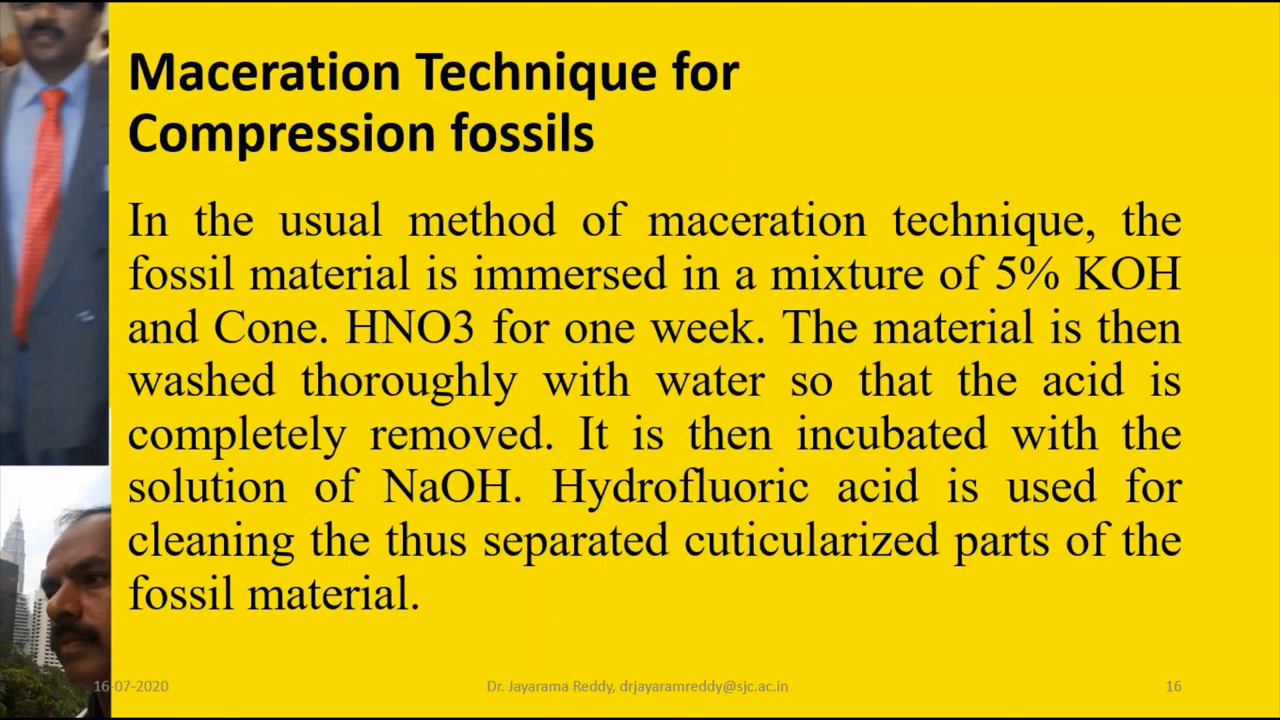 Maceration Technique for
Compression fossils
In the usual method of maceration technique, the
fossil material is immersed in a mixture of 5% KOH
and Cone. HNO3 for one week. The material is then
washed thoroughly with water so that the acid is
completely removed. It is then incubated with the
solution of NaOH. Hydrofluoric acid is used for
cleaning the thus separated cuticularized parts of the
fossil material.
16-07-2020
Dr. Jayarama Reddy, drjayaramreddy@sjc.ac.in
16